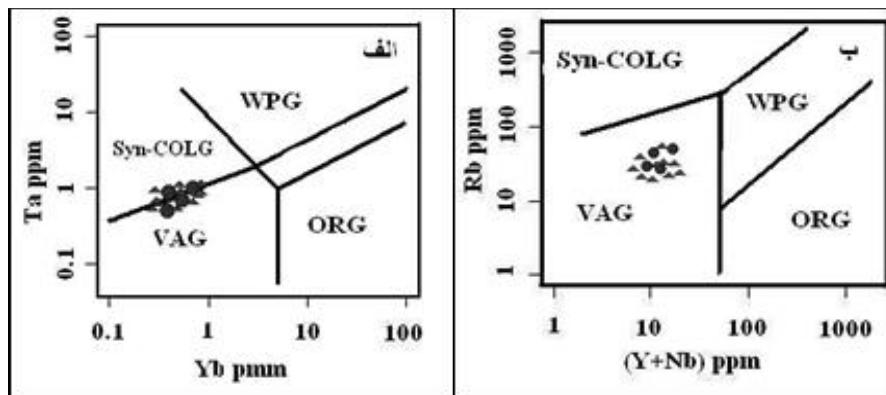 الف
100
10
1
0.1
Ta ppm
WPG
Syn-COLG
VAG
ORG
0.1 1 10 100
Yb pmm
ب
1000
100
10
1
Rb ppm
Syn-COLG
WPG
VAG
ORG
1 10 100 1000
(Y+Nb) ppm